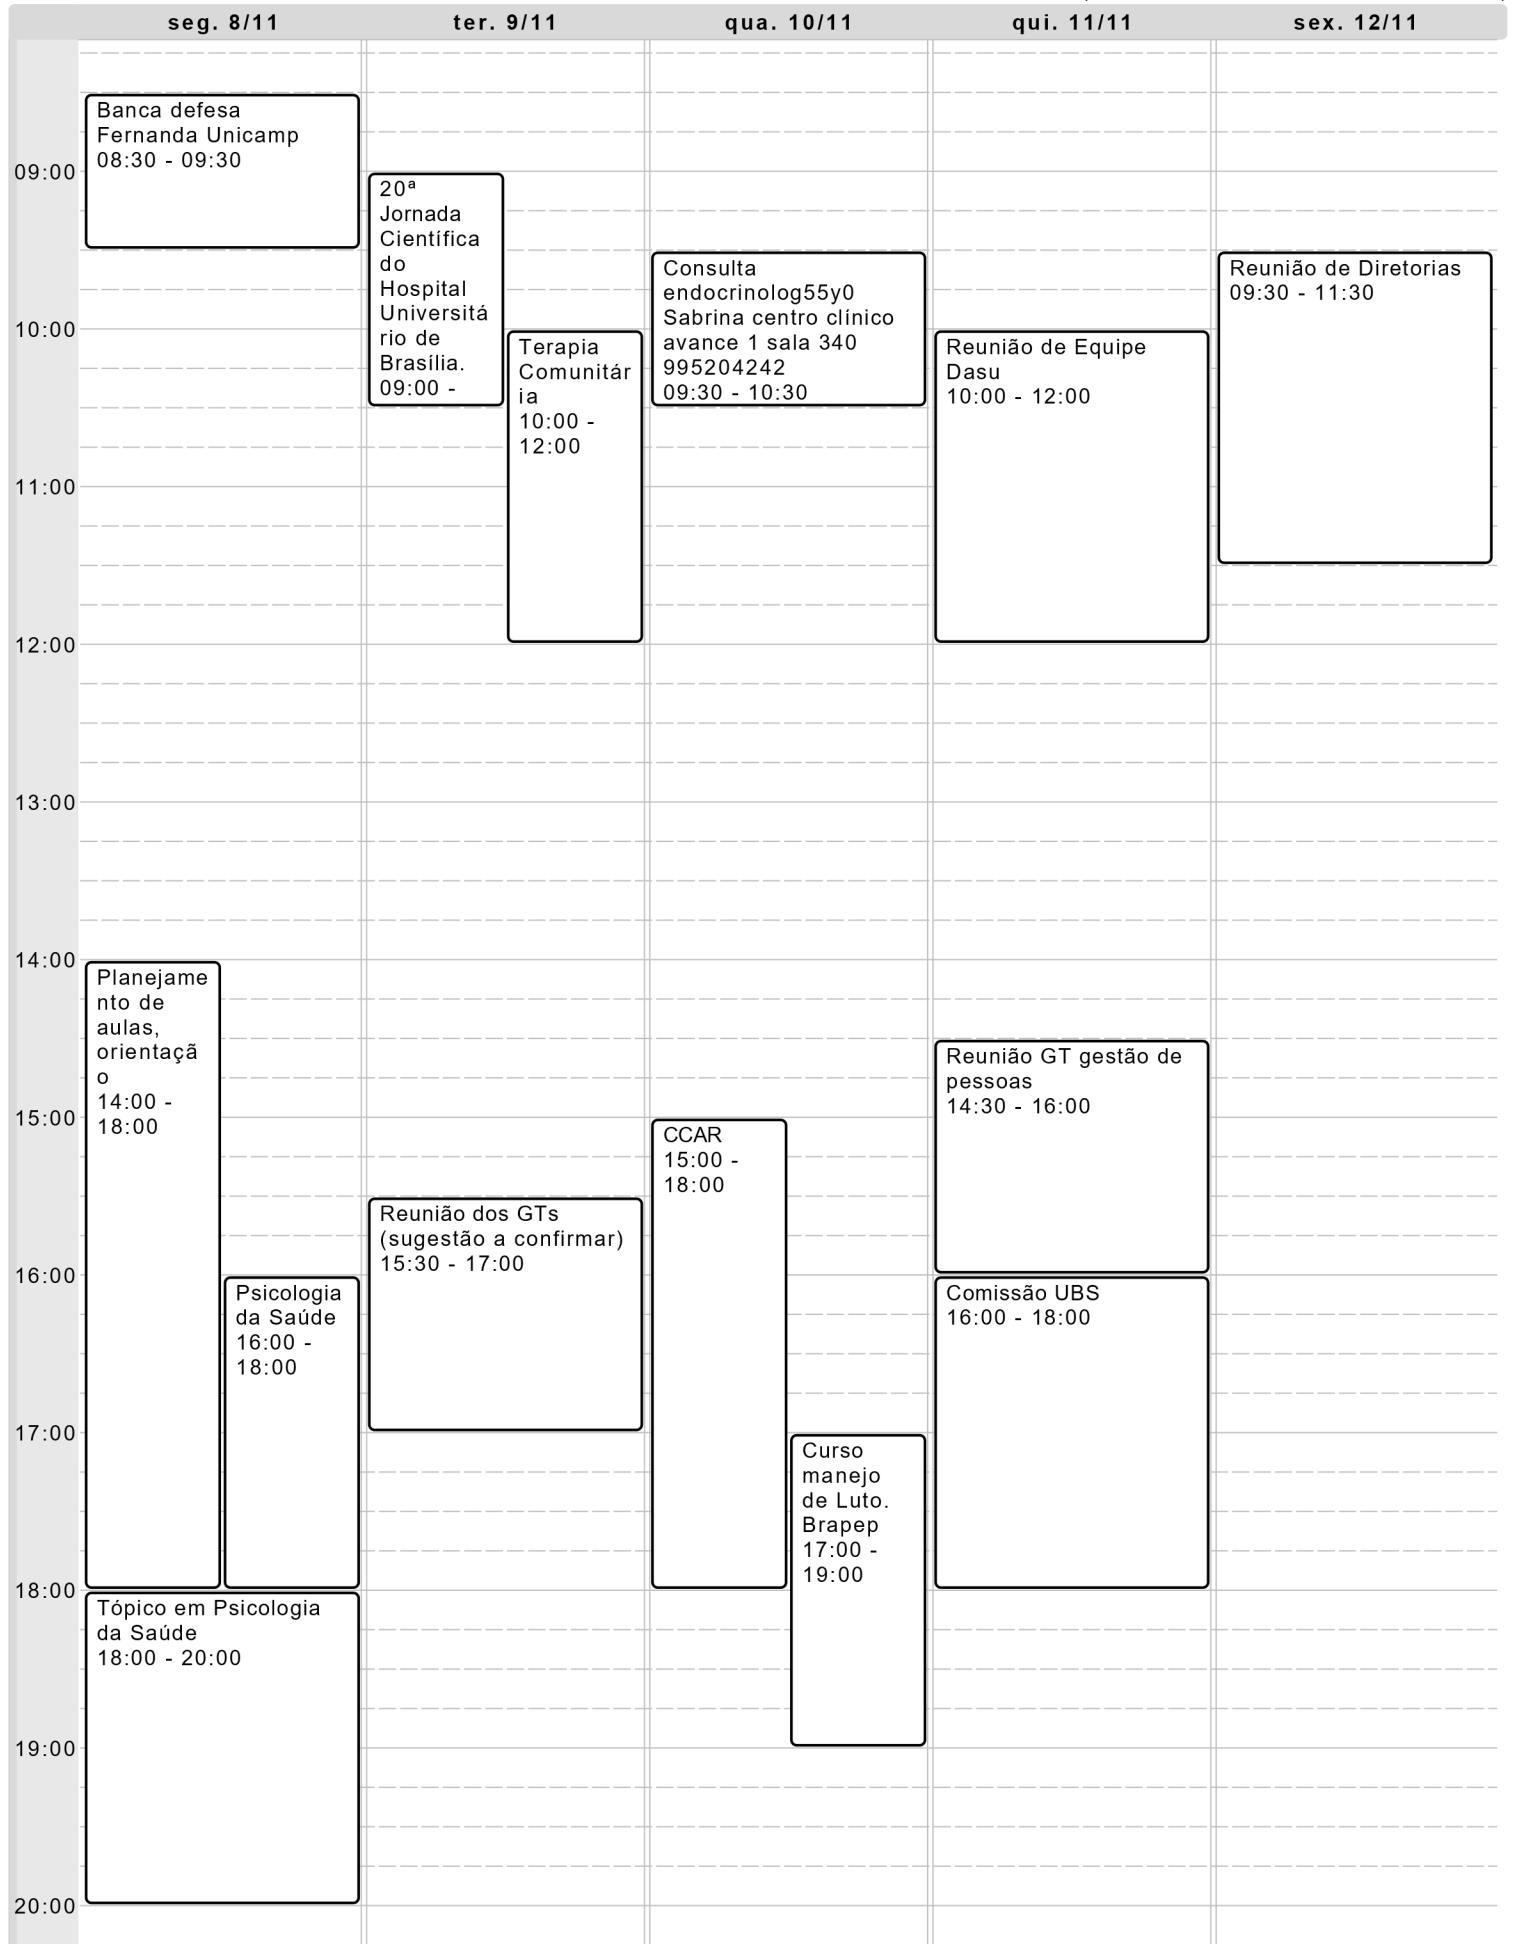 seg. 8/11
ter. 9/11
qua. 10/11
qui. 11/11
sex. 12/11
09:00
10:00
11:00
12:00
13:00
14:00
15:00
16:00
17:00
18:00
19:00
20:00
Banca defesa
Fernanda Unicamp
08:30 - 09:30
Planejame
nto de
aulas,
orientaçã
o
14:00 -
18:00
Psicologia
da Saúde
16:00 -
18:00
Tópico em Psicologia
da Saúde
18:00 - 20:00
20ª
Jornada
Científica
do
Hospital
Universitá
rio de
Brasília.
09:00 -
Terapia
Comunitár
ia
10:00 -
12:00
Reunião dos GTs
(sugestão a confirmar)
15:30 - 17:00
Consulta
endocrinolog55y0
Sabrina centro clínico
avance 1 sala 340
995204242
09:30 - 10:30
CCAR
15:00 -
18:00
Curso
manejo
de Luto.
Brapep
17:00 -
19:00
Reunião de Equipe
Dasu
10:00 - 12:00
Reunião GT gestão de
pessoas
14:30 - 16:00
Comissão UBS
16:00 - 18:00
Reunião de Diretorias
09:30 - 11:30